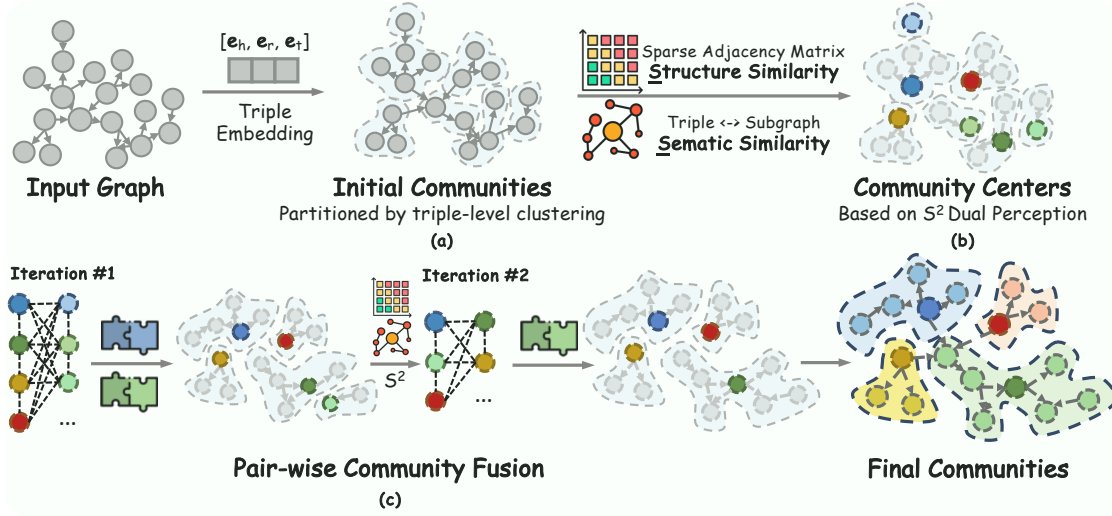 [eh, er, et]
Triple
Embedding
Input Graph
Initial Communities
Partitioned by triple-level clustering
(a)
Sparse Adjacency Matrix
Structure Similarity
Triple <-> Subgraph
Sematic Similarity
Community Centers
Based on S² Dual Perception
(b)
Iteration #1
...
S²
Iteration #2
...
Pair-wise Community Fusion
(c)
Final Communities